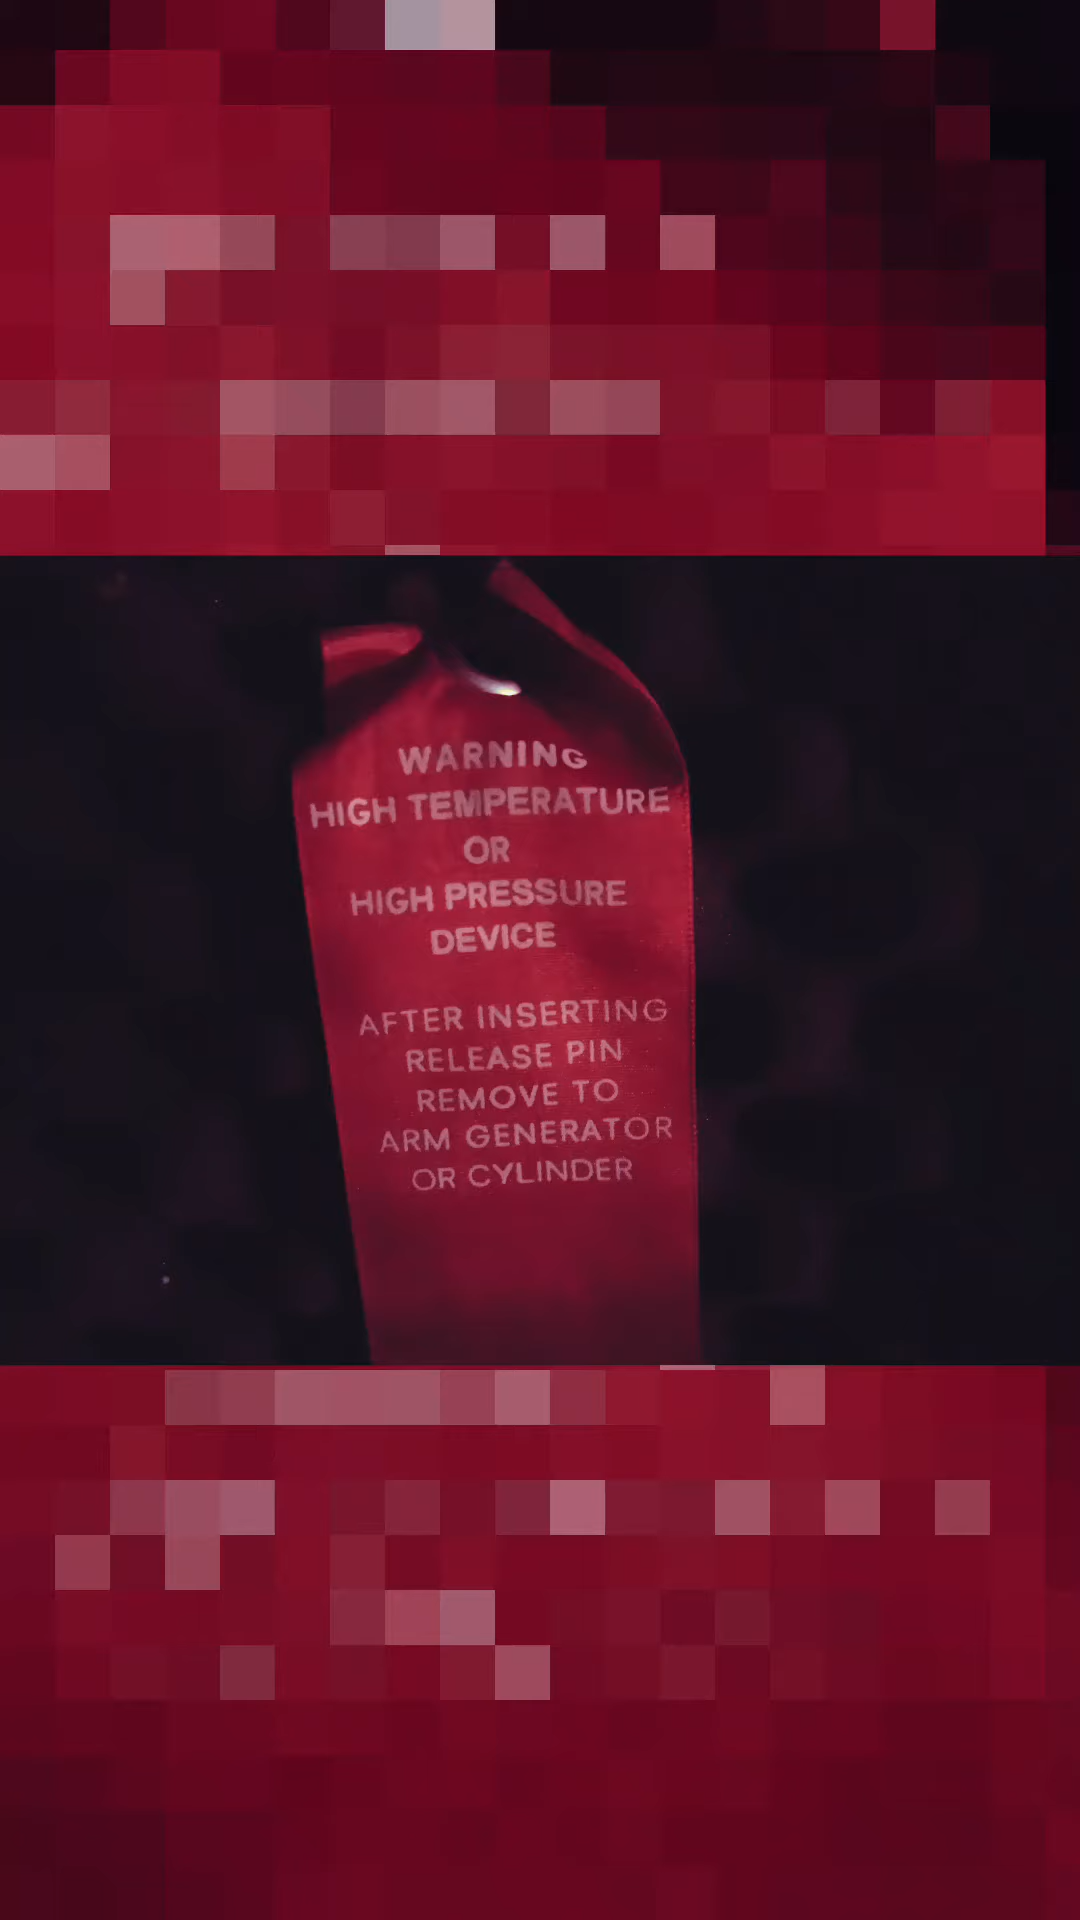 WARNING
HIGH TEMPERATURE
OR
HIGH PRESSURE
DEVICE
AFTER INSERTING
RELEASE PIN
REMOVE TO
ARM GENERATOR
OR CYLINDER